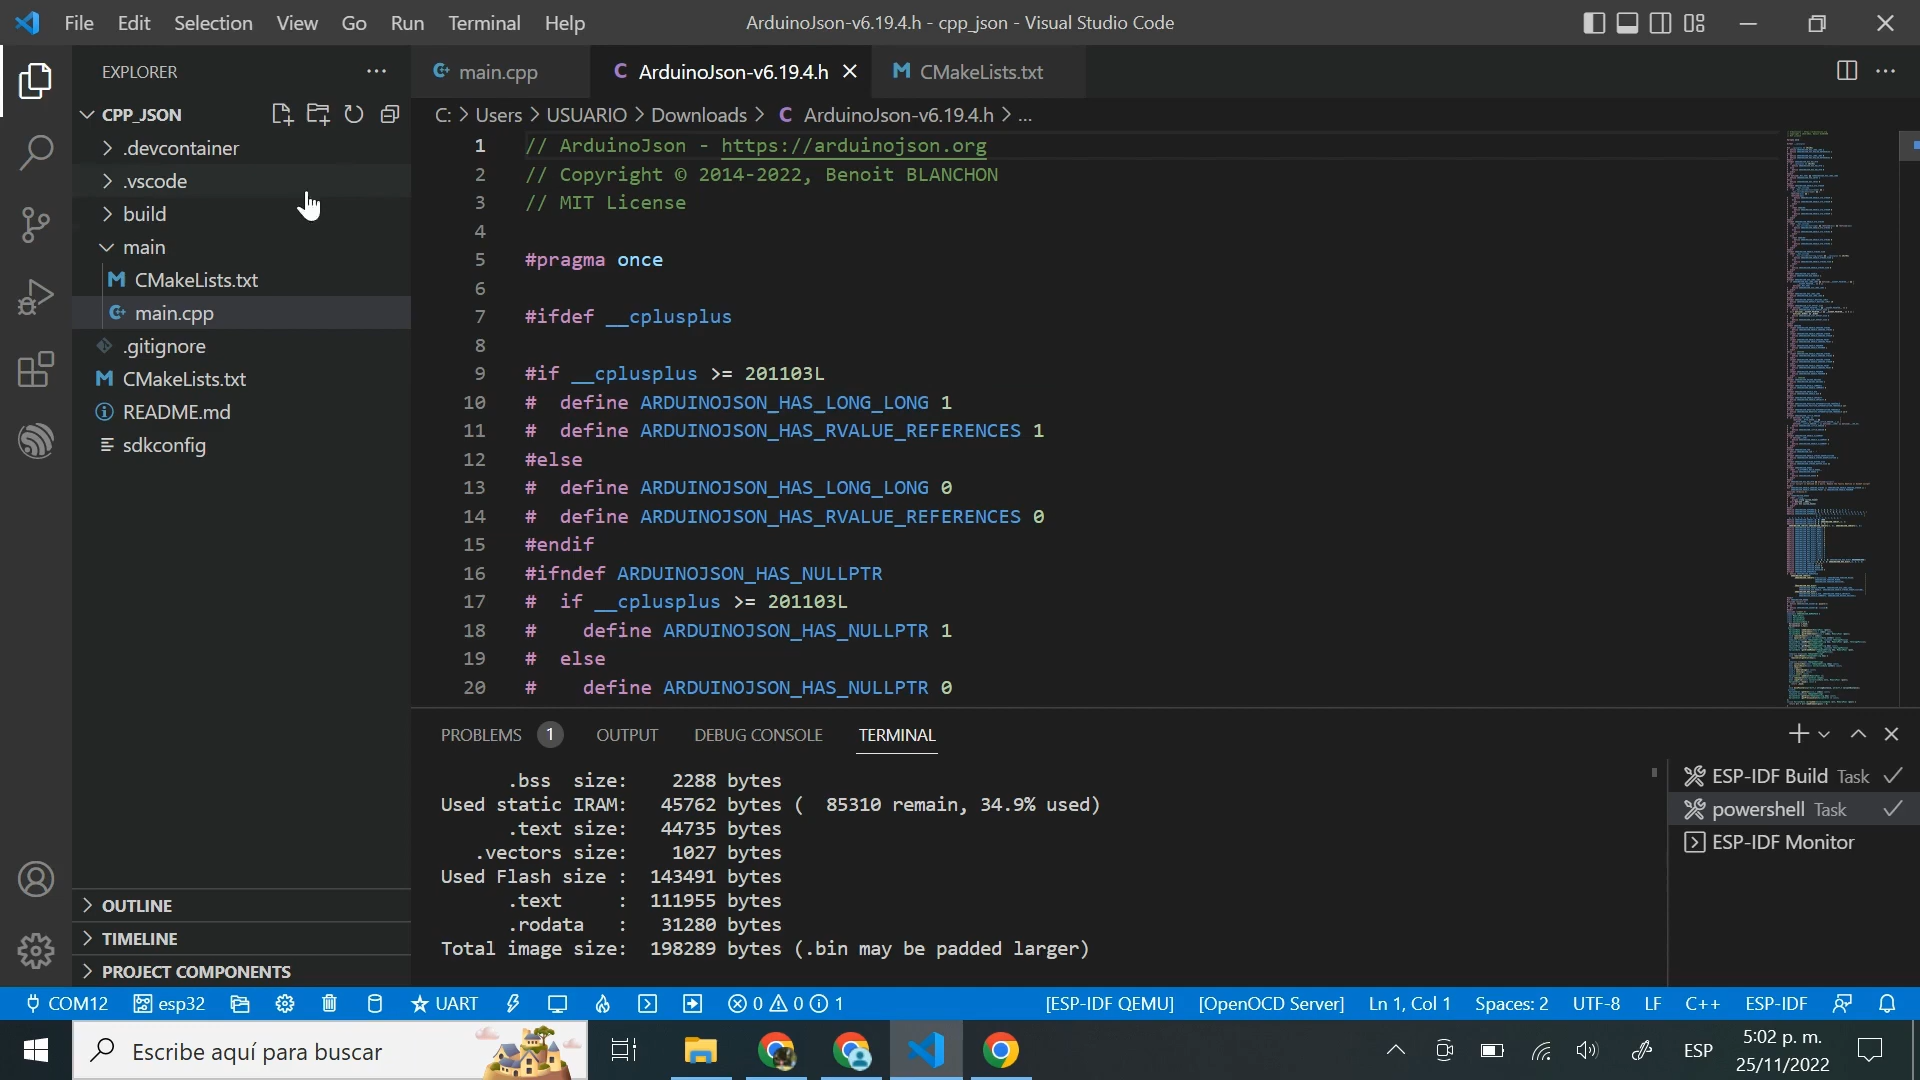 File Edit Selection View Go Run Terminal Help
ArduinoJson-v6.19.4.h - cpp_json - Visual Studio Code
EXPLORER
CPP_JSON
.devcontainer
.vscode
build
main
CMakeLists.txt
main.cpp
.gitignore
CMakeLists.txt
README.md
sdkconfig
OUTLINE
TIMELINE
PROJECT COMPONENTS
main.cpp
ArduinoJson-v6.19.4.h
CMakeLists.txt
C: > Users > USUARIO > Downloads > C ArduinoJson-v6.19.4.h > ...
1 // ArduinoJson - https://arduinojson.org
2 // Copyright © 2014-2022, Benoit BLANCHON
3 // MIT License
4
5 #pragma once
6
7 #ifdef __cplusplus
8
9 #if __cplusplus >= 201103L
10 #  define ARDUINOJSON_HAS_LONG_LONG 1
11 #  define ARDUINOJSON_HAS_RVALUE_REFERENCES 1
12 #else
13 #  define ARDUINOJSON_HAS_LONG_LONG 0
14 #  define ARDUINOJSON_HAS_RVALUE_REFERENCES 0
15 #endif
16 #ifndef ARDUINOJSON_HAS_NULLPTR
17 #  if __cplusplus >= 201103L
18 #    define ARDUINOJSON_HAS_NULLPTR 1
19 #  else
20 #    define ARDUINOJSON_HAS_NULLPTR 0
PROBLEMS 1 OUTPUT DEBUG CONSOLE TERMINAL
.bss  size:    2288 bytes
Used static IRAM:   45762 bytes (  85310 remain, 34.9% used)
.text size:   44735 bytes
.vectors size:    1027 bytes
Used Flash size :  143491 bytes
.text     :  111955 bytes
.rodata   :   31280 bytes
Total image size:  198289 bytes (.bin may be padded larger)
ESP-IDF Build Task
powershell Task
ESP-IDF Monitor
COM12 esp32 UART 0 0 1 [ESP-IDF QEMU] [OpenOCD Server] Ln 1, Col 1 Spaces: 2 UTF-8 LF C++ ESP-IDF
Escribe aquí para buscar
ESP
5:02 p. m.
25/11/2022